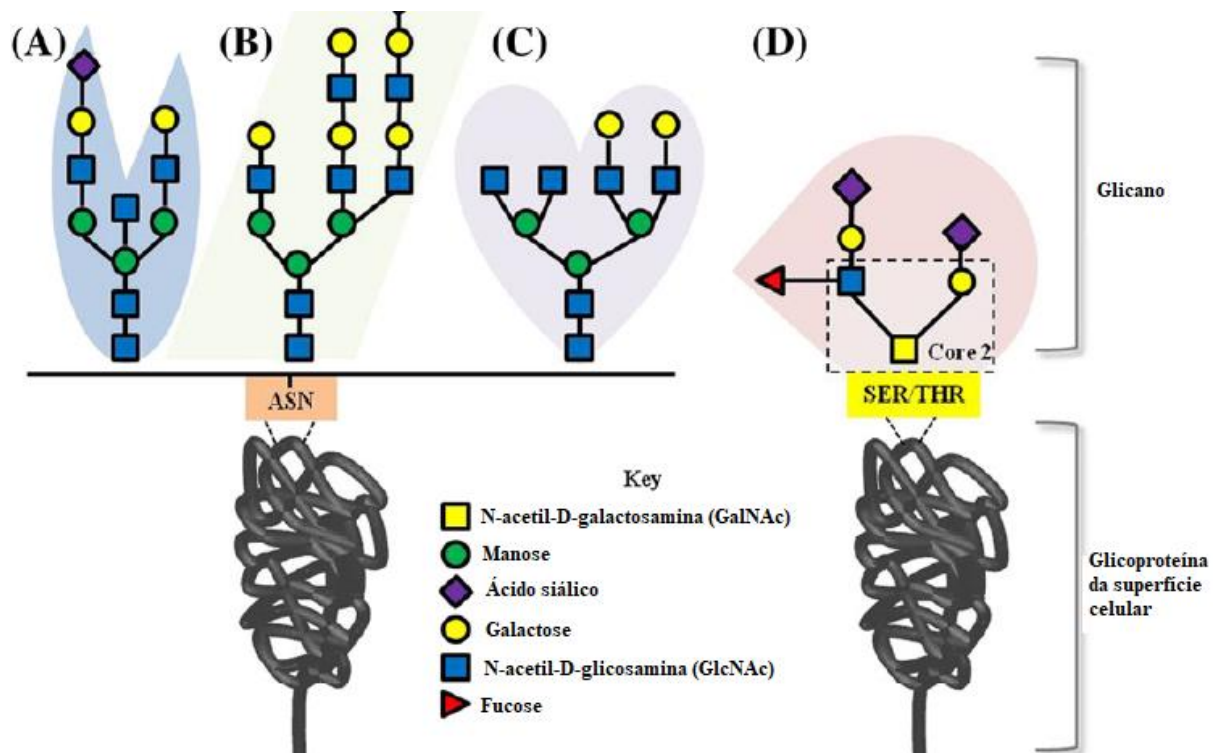 (A)
(B)
(C)
(D)
Glicano
Core 2
ASN
SER/THR
Key
N-acetil-D-galactosamina (GalNAc)
Manose
Ácido siálico
Galactose
N-acetil-D-glicosamina (GlcNAc)
Fucose
Glicoproteína
da superfície
celular